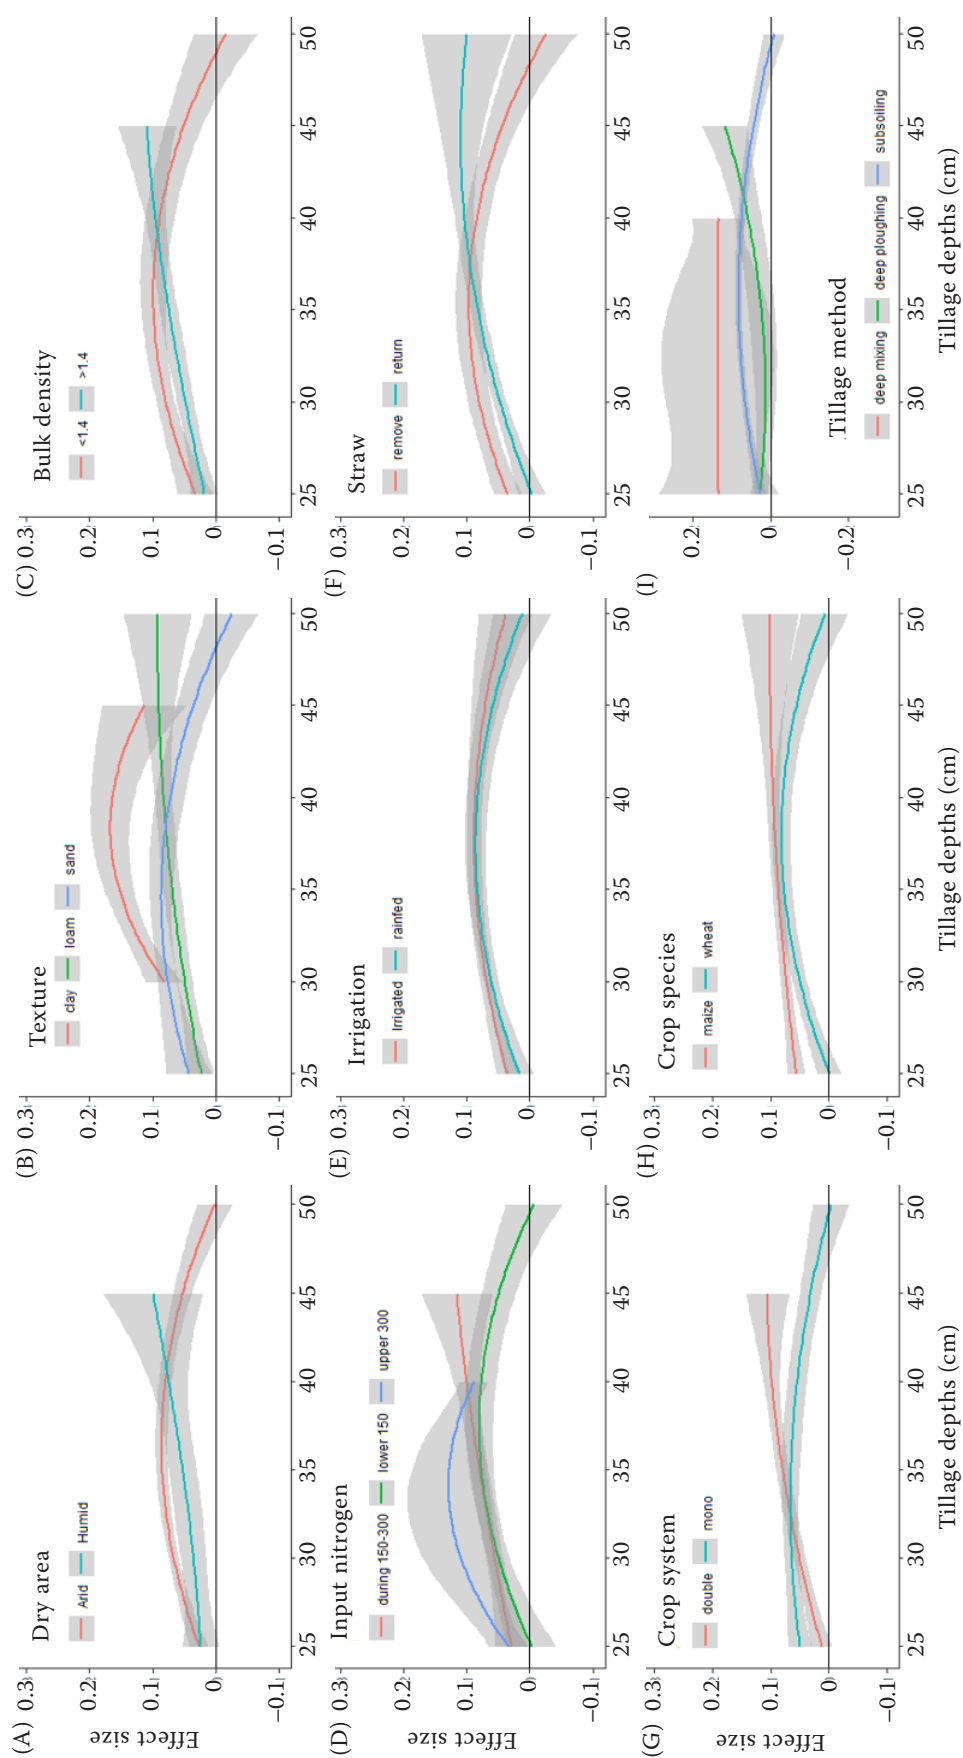 (A)
Dry area
Arid Humid
0.3
0.2
0.1
0
−0.1
Effect size
25 30 35 40 45 50
(B)
Texture
clay loam sand
0.3
0.2
0.1
0
−0.1
25 30 35 40 45 50
(C)
Bulk density
<1.4 >1.4
0.3
0.2
0.1
0
−0.1
25 30 35 40 45 50
(D)
Input nitrogen
during 150-300 lower 150 upper 300
0.3
0.2
0.1
0
−0.1
Effect size
25 30 35 40 45 50
(E)
Irrigation
Irrigated rainfed
0.3
0.2
0.1
0
−0.1
25 30 35 40 45 50
(F)
Straw
remove return
0.3
0.2
0.1
0
−0.1
25 30 35 40 45 50
(G)
Crop system
double mono
0.3
0.2
0.1
0
−0.1
Effect size
25 30 35 40 45 50
Tillage depths (cm)
(H)
Crop species
maize wheat
0.3
0.2
0.1
0
−0.1
25 30 35 40 45 50
Tillage depths (cm)
(I)
Tillage method
deep mixing deep ploughing subsoiling
0.2
0
−0.2
25 30 35 40 45 50
Tillage depths (cm)